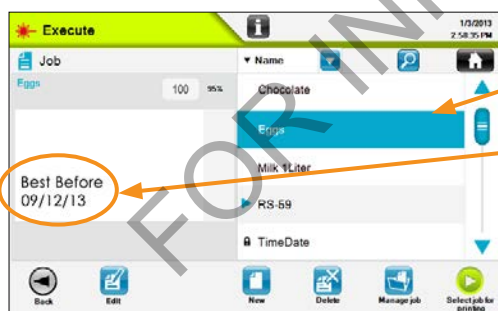 Execute
i
1/3/2013
2:58:35 PM
Job
Name
Eggs
100
95%
Chocolate
Eggs
Milk 1Liter
Best Before
09/12/13
RS-59
TimeDate
Back
Edit
New
Delete
Manage job
Select job for
printing
FOR IN